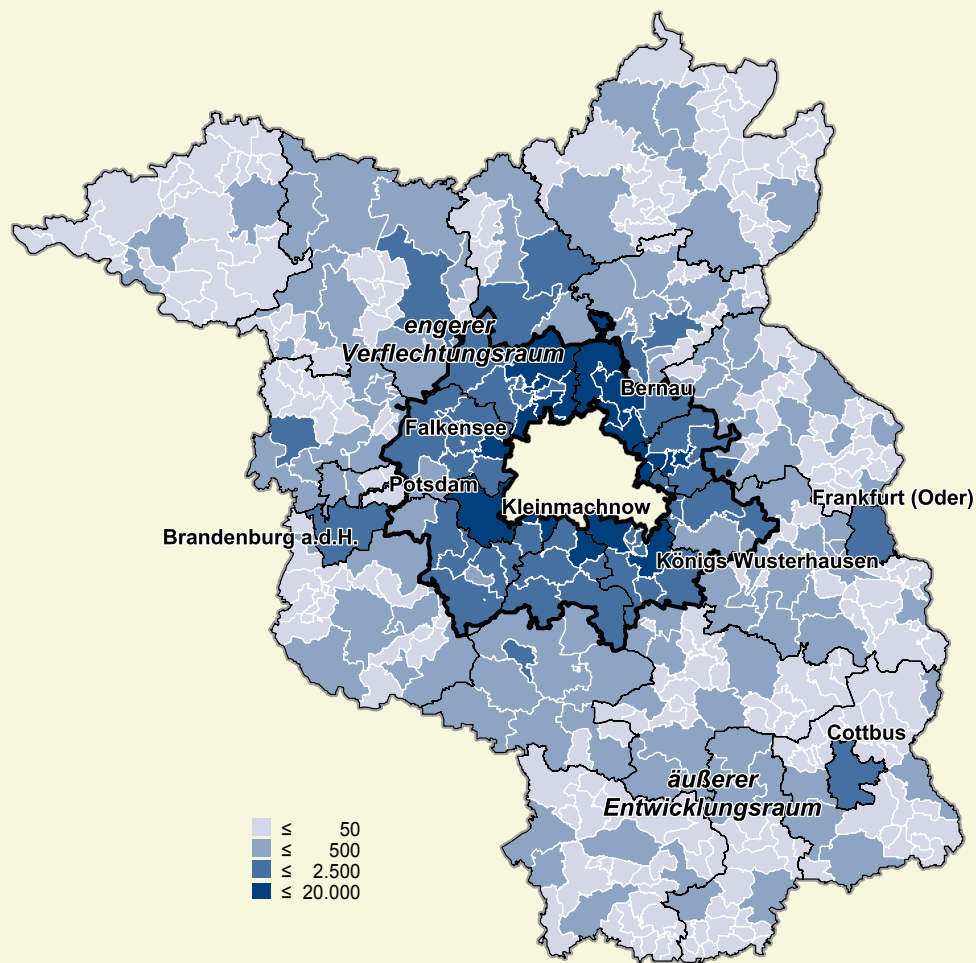 engerer
Verflechtungsraum
Bernau
Falkensee
Potsdam
Kleinmachnow
Frankfurt (Oder)
Brandenburg a.d.H.
Königs Wusterhausen
Cottbus
äußerer
Entwicklungsraum
≤ 50
≤ 500
≤ 2.500
≤ 20.000